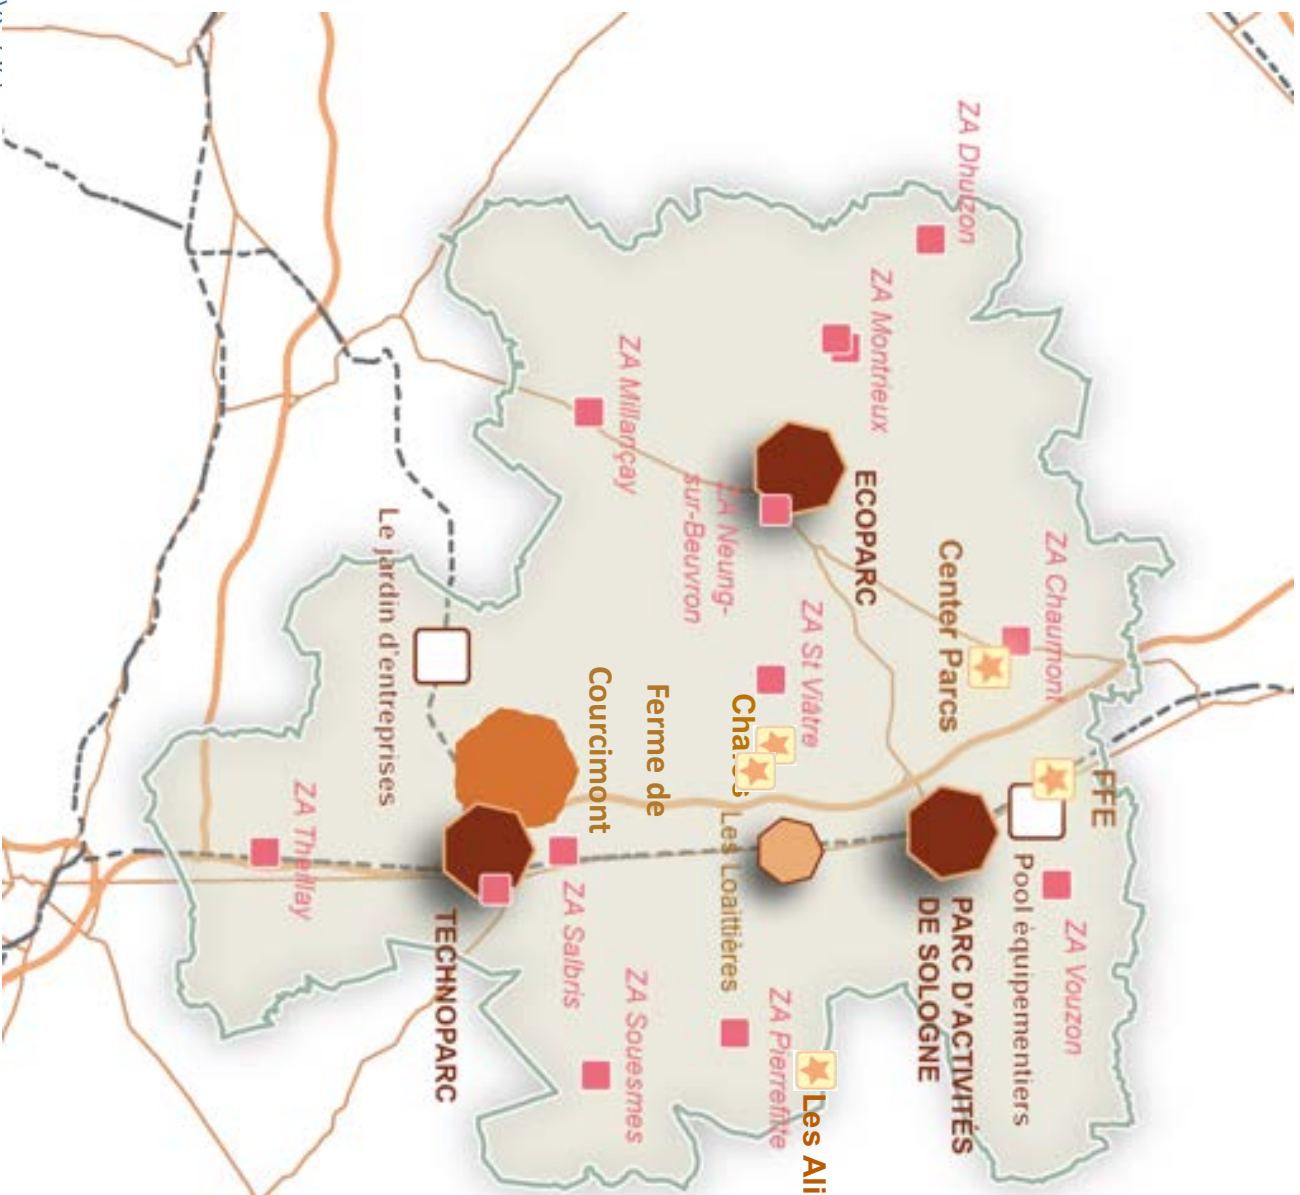 FFE
ZA Vouzon
ZA Chaumont
Pool équipementiers
ZA Dhuizon
Center Parcs
PARC D'ACTIVITÉS
DE SOLOGNE
ZA Montrieux
ECOPARC
ZA St Viâtre
Les Ali
ZA Pierrefitte
Les Loaittières
ZA Neung-
sur-Beuvron
Ferme de
Courcimont
ZA Millançay
ZA Souesmes
ZA Salbris
TECHNOPARC
Le jardin d'entreprises
ZA Theillay